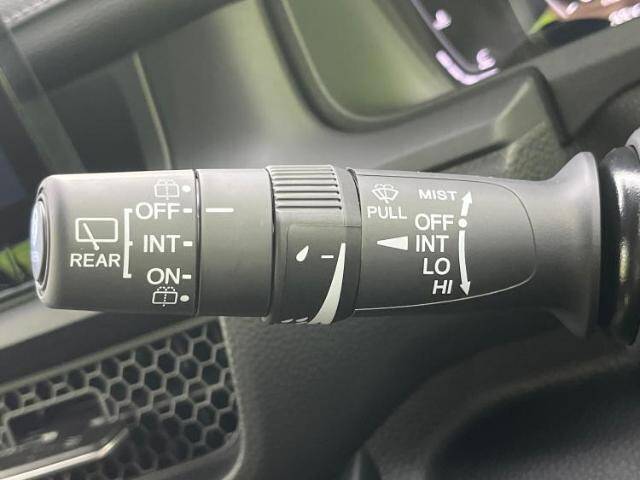 OFF
INT
ON
REAR
PULL
MIST
OFF
INT
LO
HI